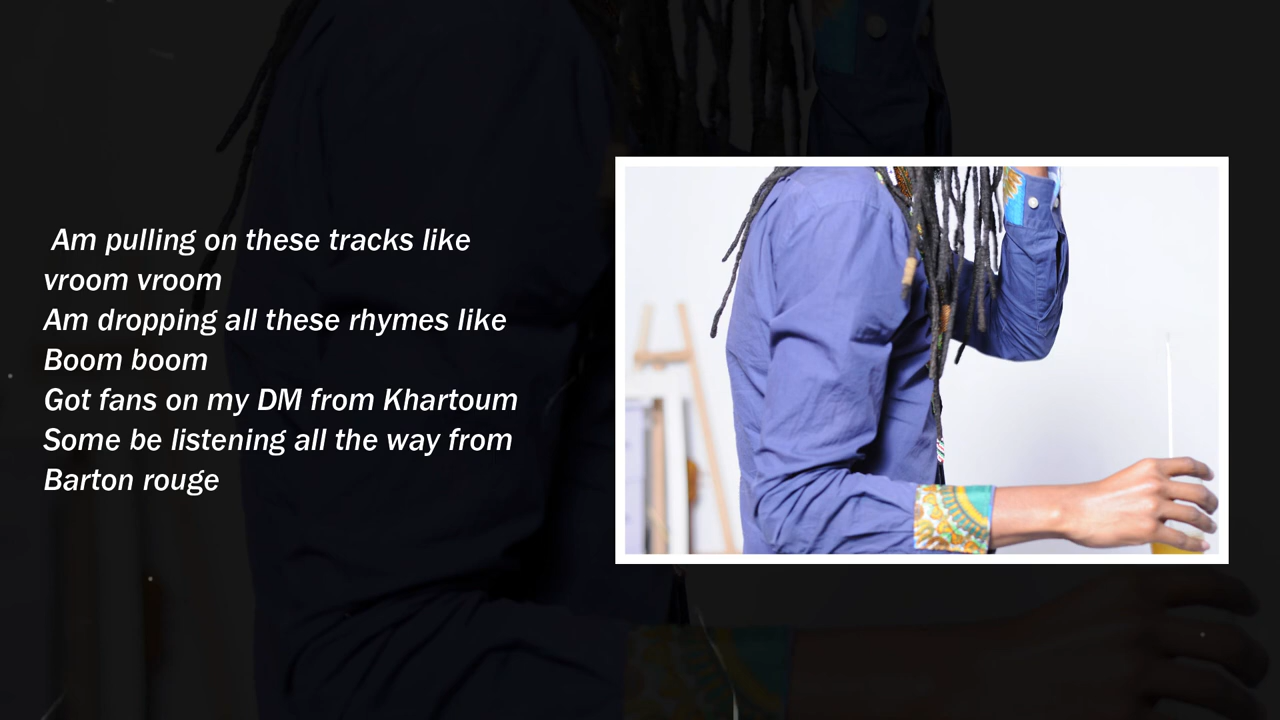 Am pulling on these tracks like
vroom vroom
Am dropping all these rhymes like
Boom boom
Got fans on my DM from Khartoum
Some be listening all the way from
Barton rouge